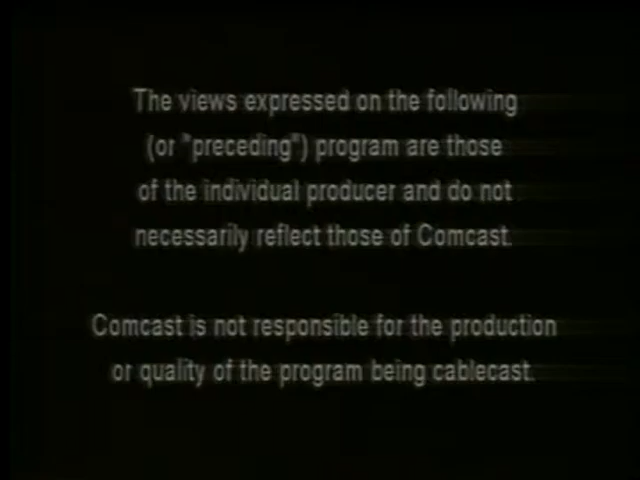 The views expressed on the following
(or "preceding") program are those
of the individual producer and do not
necessarily reflect those of Comcast.
Comcast is not responsible for the production
or quality of the program being cablecast.